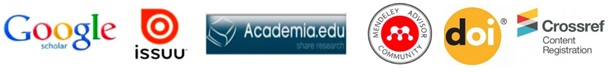 Google
scholar
issuu
Academia.edu
share research
MENDELEY ADVISOR
COMMUNITY
doi®
Crossref
Content
Registration